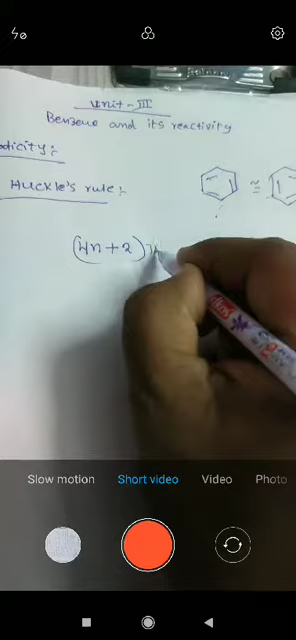 Unit-III
Benzene and its reactivity
Huckle's rule:-
≅
(4n+2)π
Slow motion Short video Video Photo